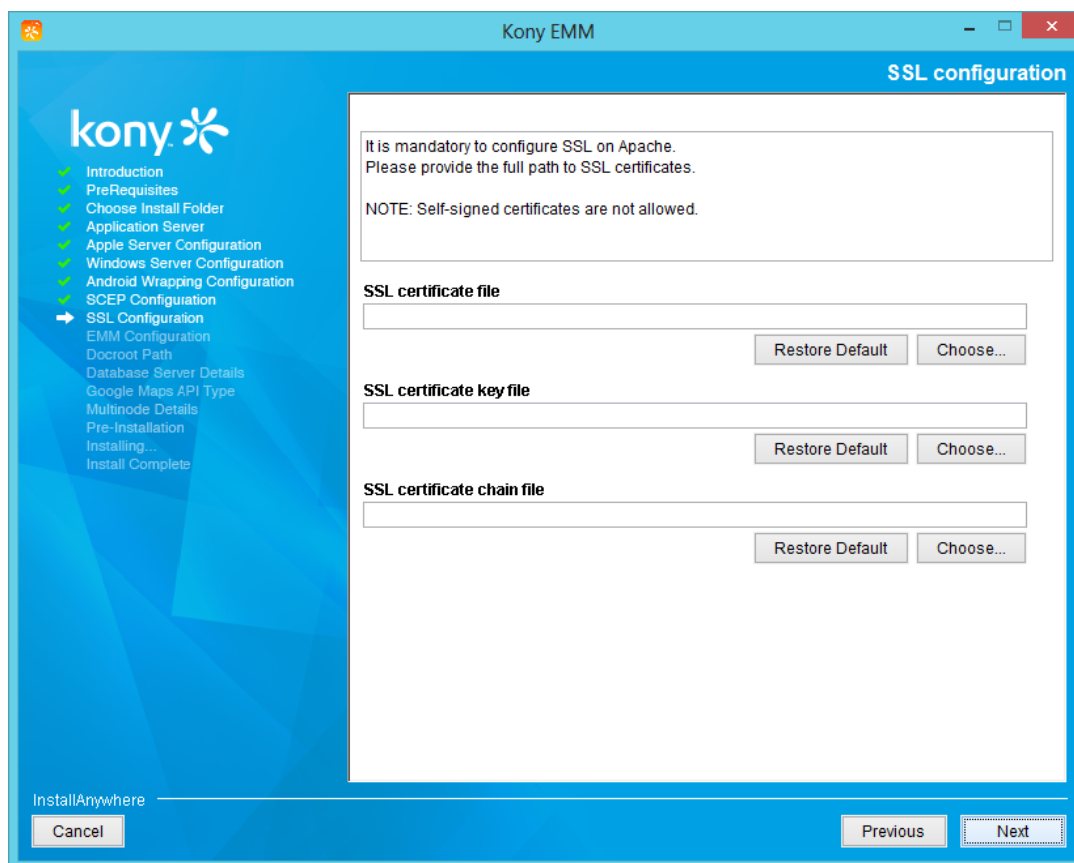 Kony EMM
SSL configuration
kony
Introduction
PreRequisites
Choose Install Folder
Application Server
Apple Server Configuration
Windows Server Configuration
Android Wrapping Configuration
SCEP Configuration
SSL Configuration
EMM Configuration
Docroot Path
Database Server Details
Google Maps API Type
Multinode Details
Pre-Installation
Installing...
Install Complete
It is mandatory to configure SSL on Apache.
Please provide the full path to SSL certificates.
NOTE: Self-signed certificates are not allowed.
SSL certificate file
Restore Default Choose...
SSL certificate key file
Restore Default Choose...
SSL certificate chain file
Restore Default Choose...
InstallAnywhere
Cancel Previous Next